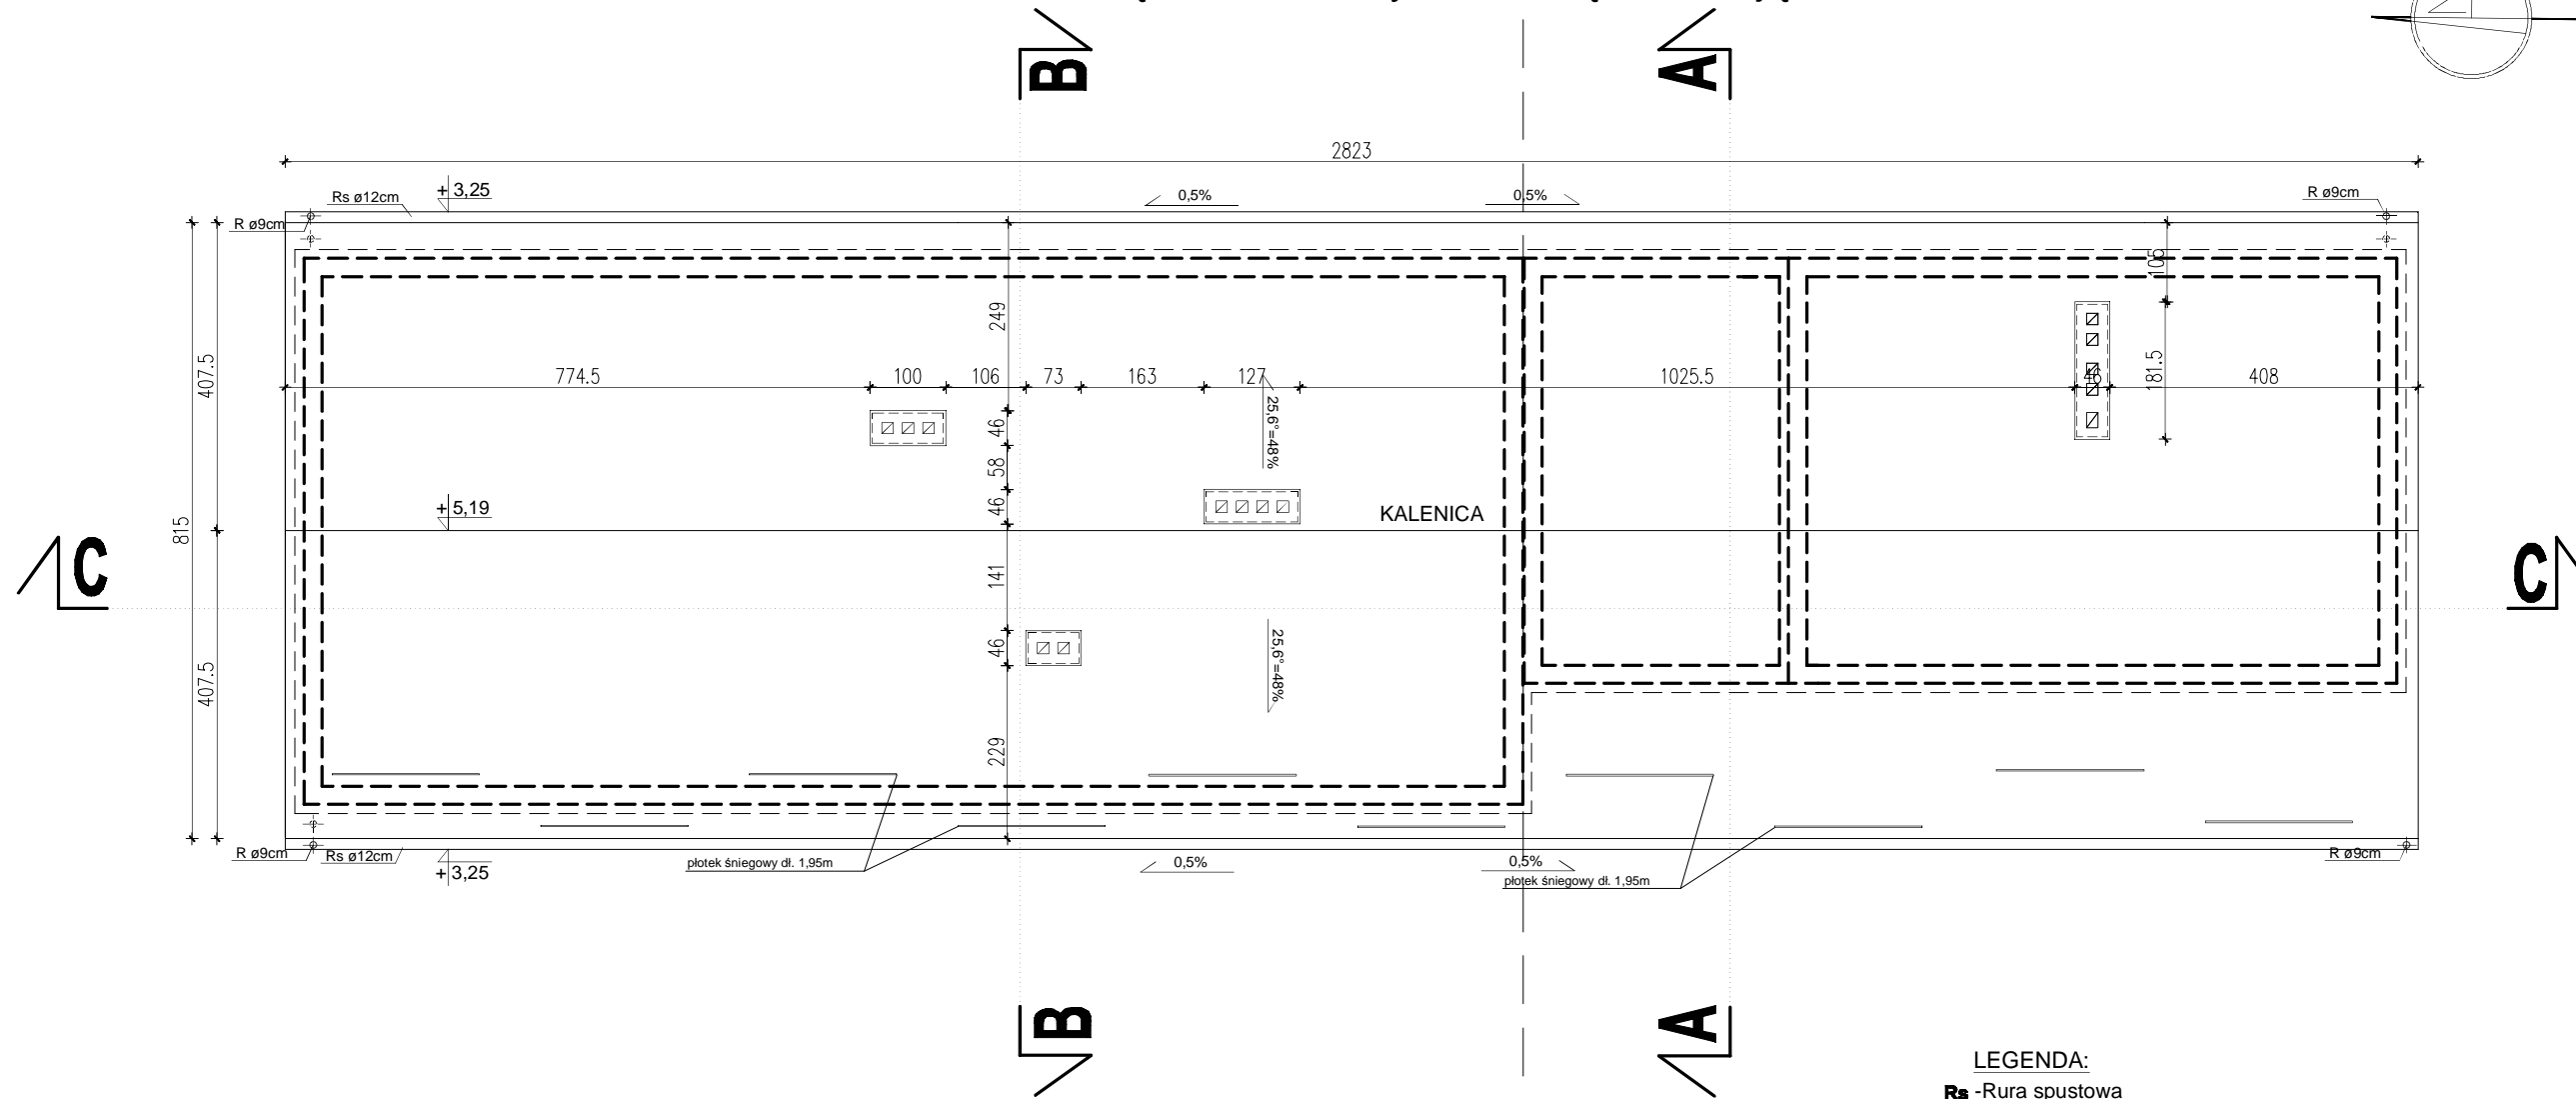 B
A
2823
Rs ø12cm
+ 3,25
0,5%
0,5%
R ø9cm
R ø9cm
105
249
407.5
774.5
100
106
73
163
127
1025.5
46
181.5
408
25,6°=48%
46
58
46
+ 5,19
KALENICA
815
C
C
141
46
25,6°=48%
407.5
229
R ø9cm
Rs ø12cm
+ 3,25
płotek śniegowy dł. 1,95m
0,5%
0,5%
płotek śniegowy dł. 1,95m
R ø9cm
B
A
LEGENDA:
Rs -Rura spustowa